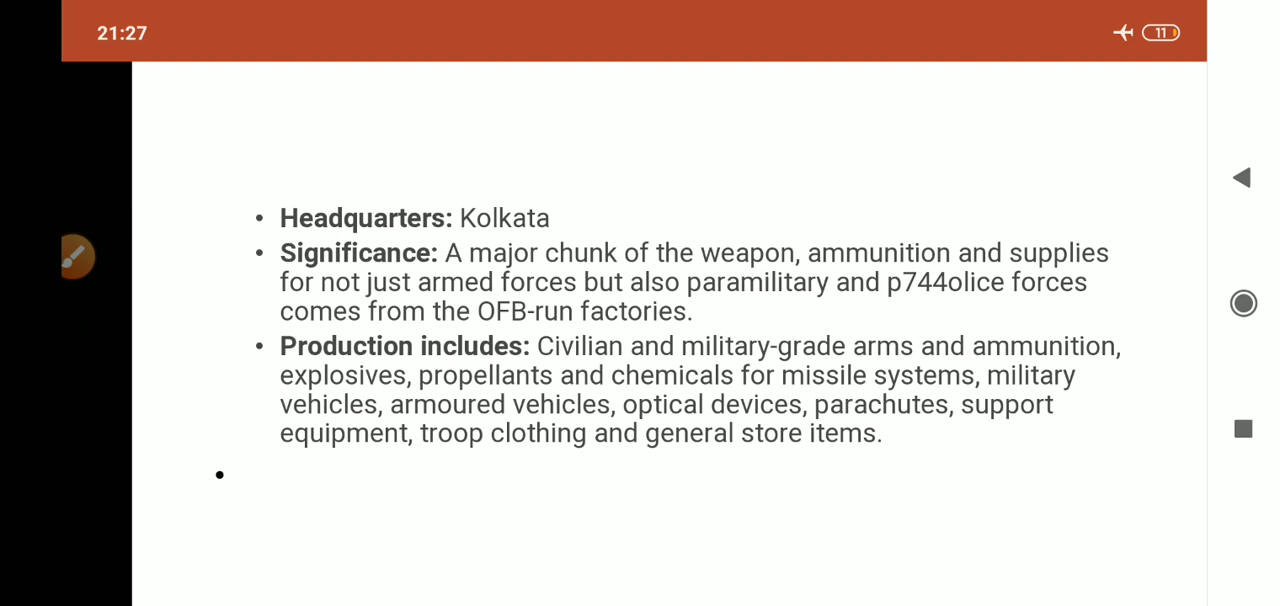 21:27
11
• Headquarters: Kolkata
• Significance: A major chunk of the weapon, ammunition and supplies
for not just armed forces but also paramilitary and p744olice forces
comes from the OFB-run factories.
• Production includes: Civilian and military-grade arms and ammunition,
explosives, propellants and chemicals for missile systems, military
vehicles, armoured vehicles, optical devices, parachutes, support
equipment, troop clothing and general store items.
•